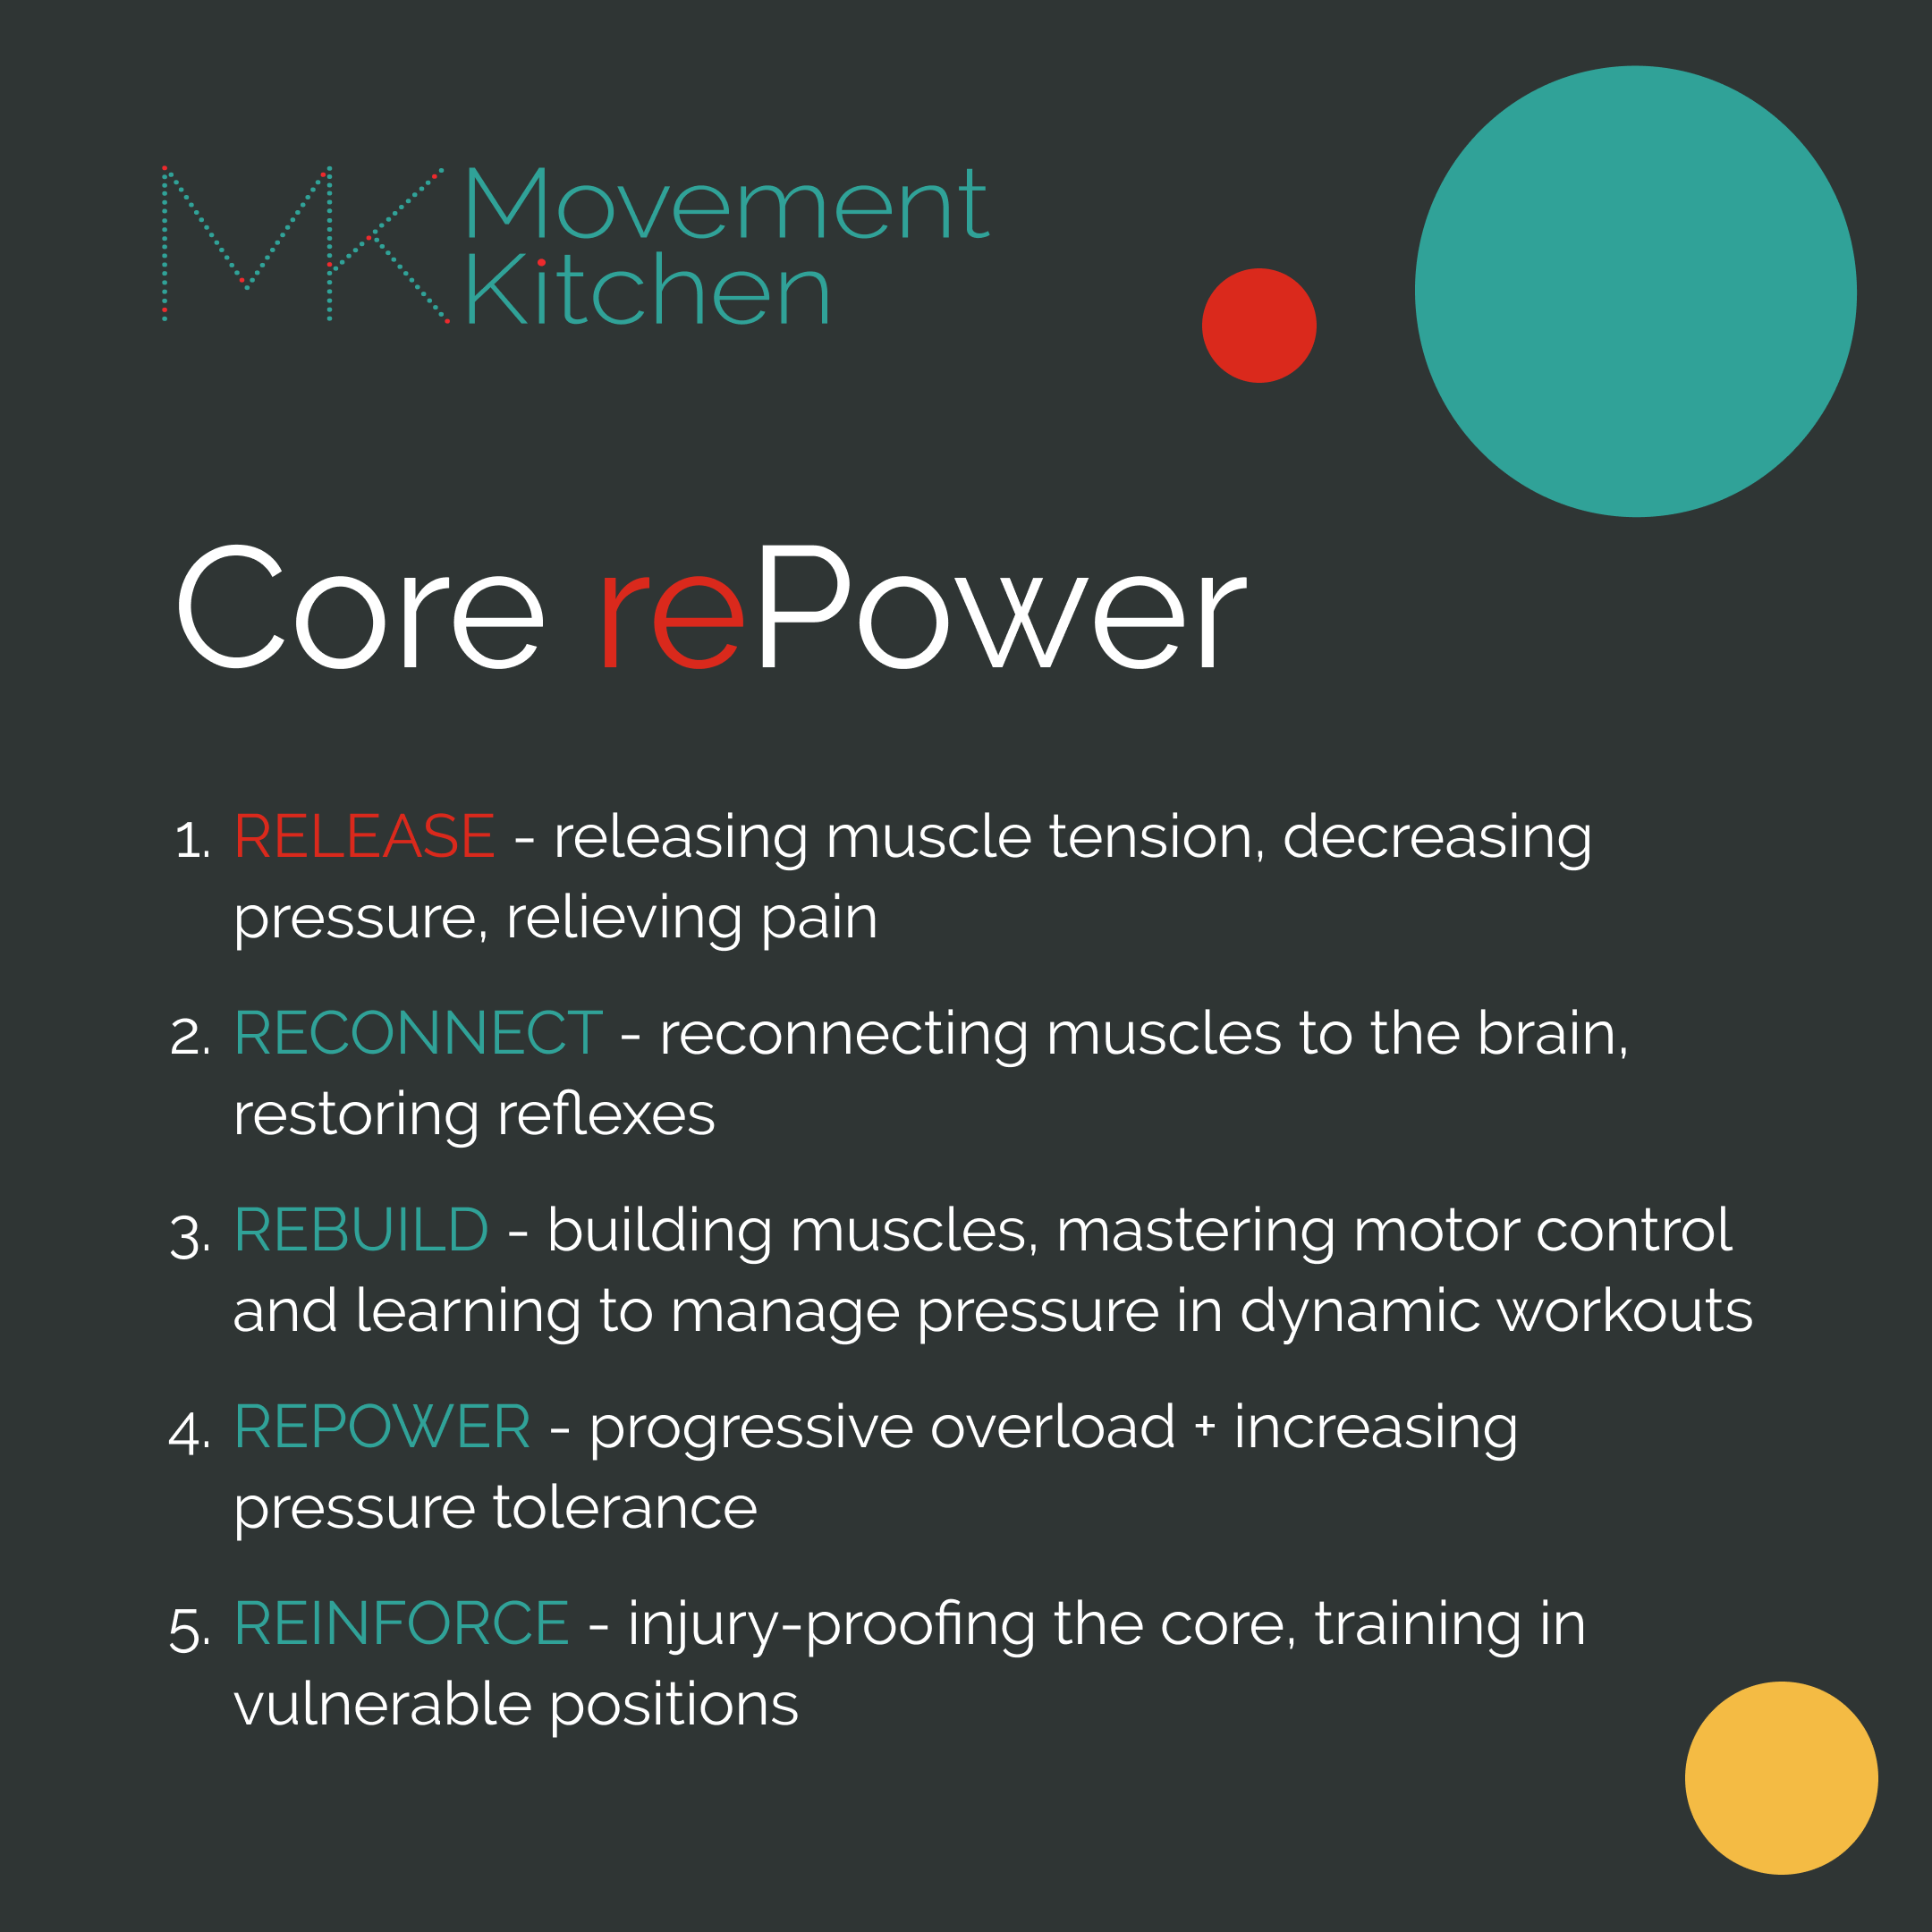 MK Movement
Kitchen
Core rePower
1. RELEASE - releasing muscle tension, decreasing
pressure, relieving pain
2. RECONNECT - reconnecting muscles to the brain,
restoring reflexes
3. REBUILD - building muscles, mastering motor control
and learning to manage pressure in dynamic workouts
4. REPOWER - progressive overload + increasing
pressure tolerance
5. REINFORCE - injury-proofing the core, training in
vulnerable positions